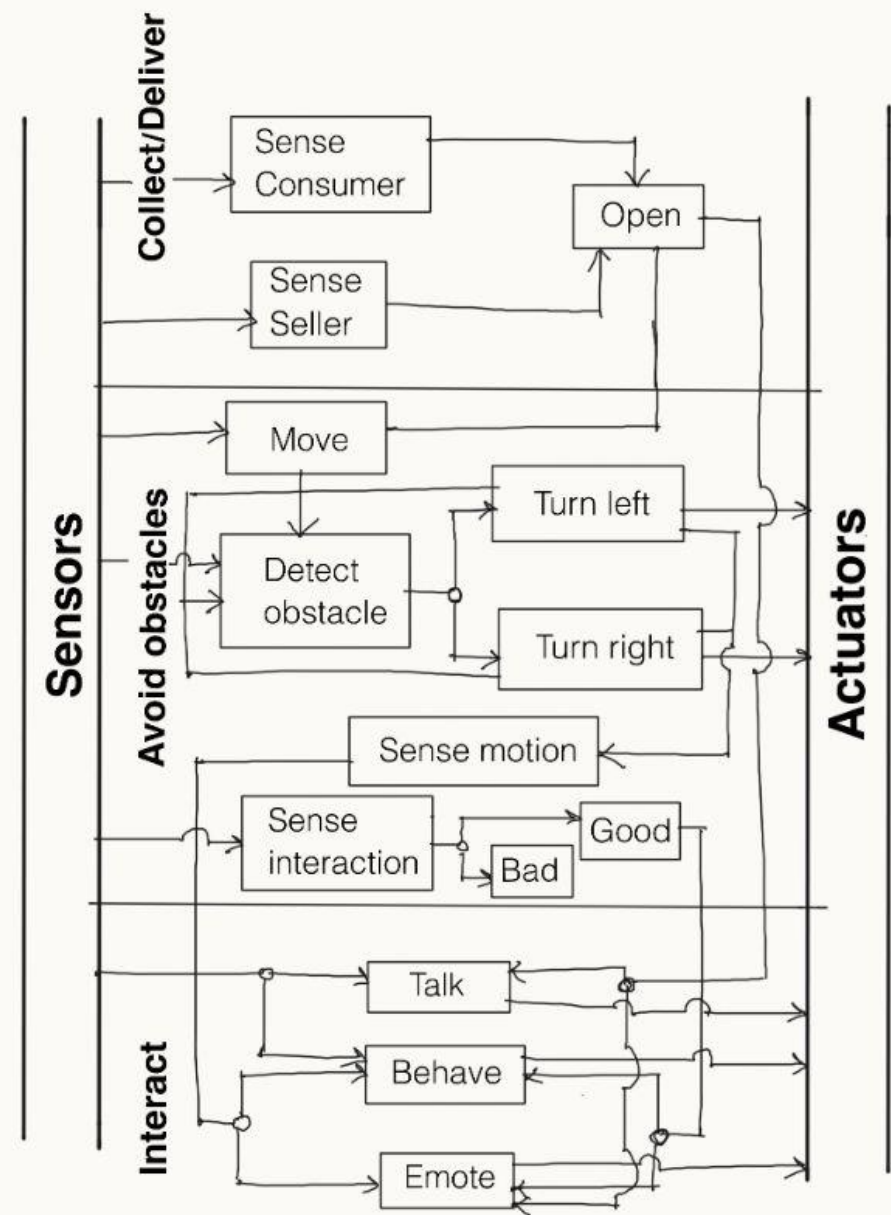 Sensors
Collect/Deliver
Sense
Consumer
Open
Sense
Seller
Avoid obstacles
Move
Turn left
Detect
obstacle
Turn right
Sense motion
Sense
interaction
Good
Bad
Interact
Talk
Behave
Emote
Actuators